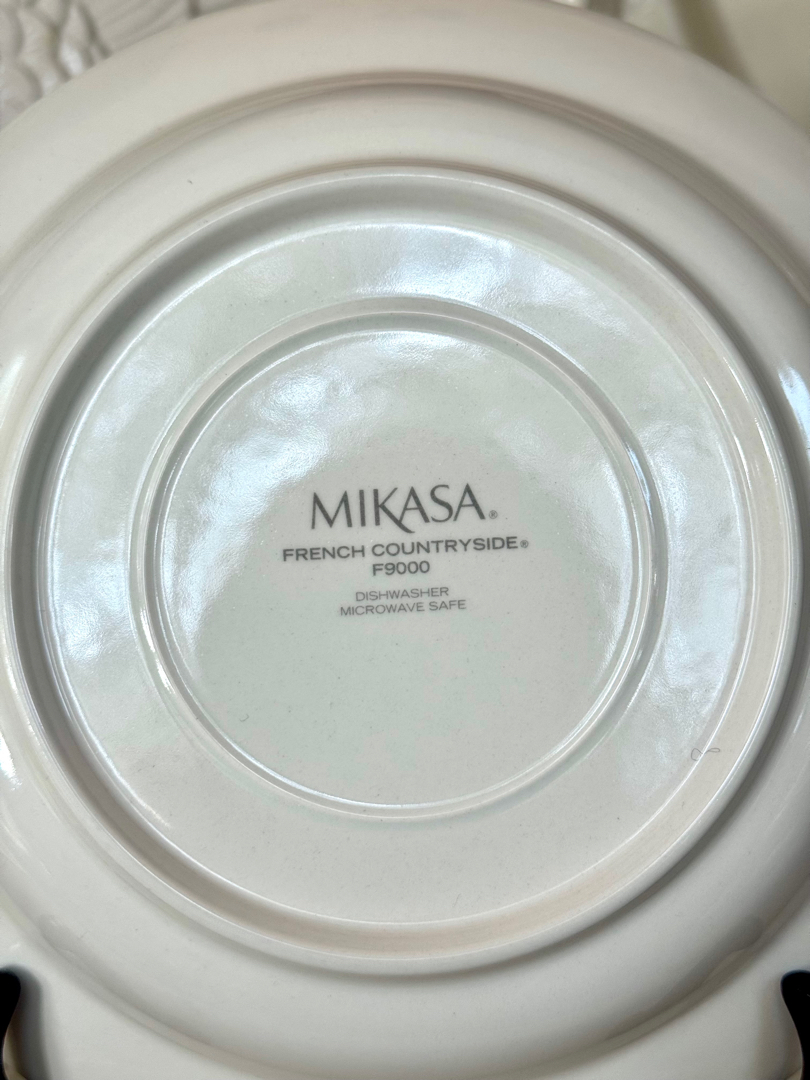 MIKASA®
FRENCH COUNTRYSIDE®
F9000
DISHWASHER
MICROWAVE SAFE